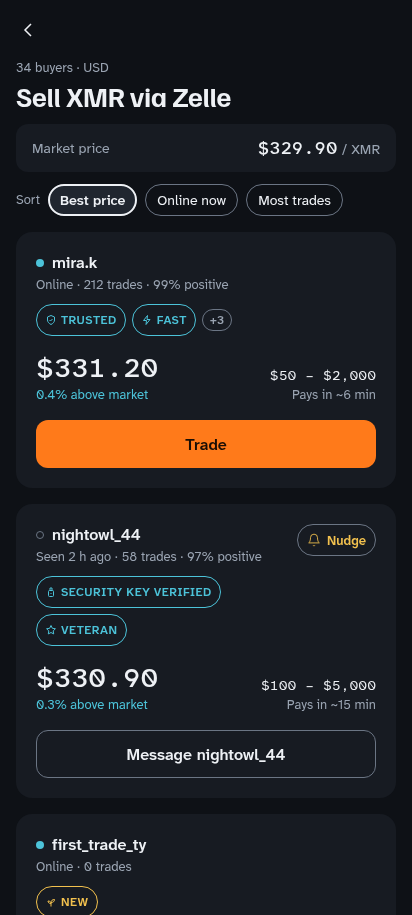 34 buyers · USD
Sell XMR via Zelle
Market price
$329.90 / XMR
Sort
Best price
Online now
Most trades
mira.k
Online · 212 trades · 99% positive
TRUSTED
FAST
+3
$331.20
$50 – $2,000
0.4% above market
Pays in ~6 min
Trade
nightowl_44
Nudge
Seen 2 h ago · 58 trades · 97% positive
SECURITY KEY VERIFIED
VETERAN
$330.90
$100 – $5,000
0.3% above market
Pays in ~15 min
Message nightowl_44
first_trade_ty
Online · 0 trades
NEW